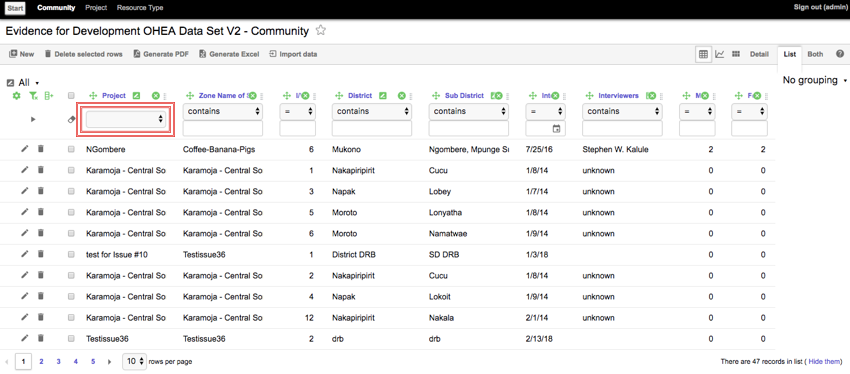 Start Community Project Resource Type Sign out (admin)
Evidence for Development OHEA Data Set V2 - Community
New Delete selected rows Generate PDF Generate Excel Import data Detail List Both
All No grouping
Project Zone Name of District Sub District Interviewers
contains = contains contains = contains = =
NGombere Coffee-Banana-Pigs 6 Mukono Ngombere, Mpunge 7/25/16 Stephen W. Kalule 2 2
Karamoja - Central So Karamoja - Central So 1 Nakapiripirit Cucu 1/8/14 unknown 0 0
Karamoja - Central So Karamoja - Central So 3 Napak Lobey 1/7/14 unknown 0 0
Karamoja - Central So Karamoja - Central So 5 Moroto Lonyatha 1/8/14 unknown 0 0
Karamoja - Central So Karamoja - Central So 6 Moroto Namatwae 1/9/14 unknown 0 0
test for Issue #10 Testissue36 1 District DRB SD DRB 1/3/18 0 0
Karamoja - Central So Karamoja - Central So 2 Nakapiripirit Cucu 1/8/14 unknown 0 0
Karamoja - Central So Karamoja - Central So 4 Napak Lokoit 1/9/14 unknown 0 0
Karamoja - Central So Karamoja - Central So 12 Nakapiripirit Nakala 2/1/14 unknown 0 0
Testissue36 Testissue36 2 drb drb 2/13/18 0 0
1 2 3 4 5 10 rows per page There are 47 records in list ( Hide them)